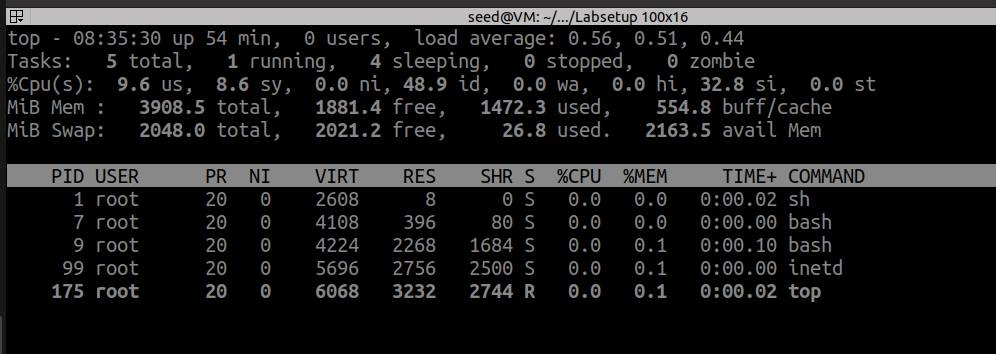 seed@VM: ~/.../Labsetup 100x16
top - 08:35:30 up 54 min,  0 users,  load average: 0.56, 0.51, 0.44
Tasks:   5 total,   1 running,   4 sleeping,   0 stopped,   0 zombie
%Cpu(s):  9.6 us,  8.6 sy,  0.0 ni, 48.9 id,  0.0 wa,  0.0 hi, 32.8 si,  0.0 st
MiB Mem :   3908.5 total,   1881.4 free,   1472.3 used,    554.8 buff/cache
MiB Swap:   2048.0 total,   2021.2 free,     26.8 used.   2163.5 avail Mem
PID USER      PR  NI    VIRT    RES    SHR S  %CPU  %MEM     TIME+ COMMAND
1 root      20   0    2608      8      0 S   0.0   0.0   0:00.02 sh
7 root      20   0    4108    396     80 S   0.0   0.0   0:00.00 bash
9 root      20   0    4224   2268   1684 S   0.0   0.1   0:00.10 bash
99 root      20   0    5696   2756   2500 S   0.0   0.1   0:00.00 inetd
175 root      20   0    6068   3232   2744 R   0.0   0.1   0:00.02 top